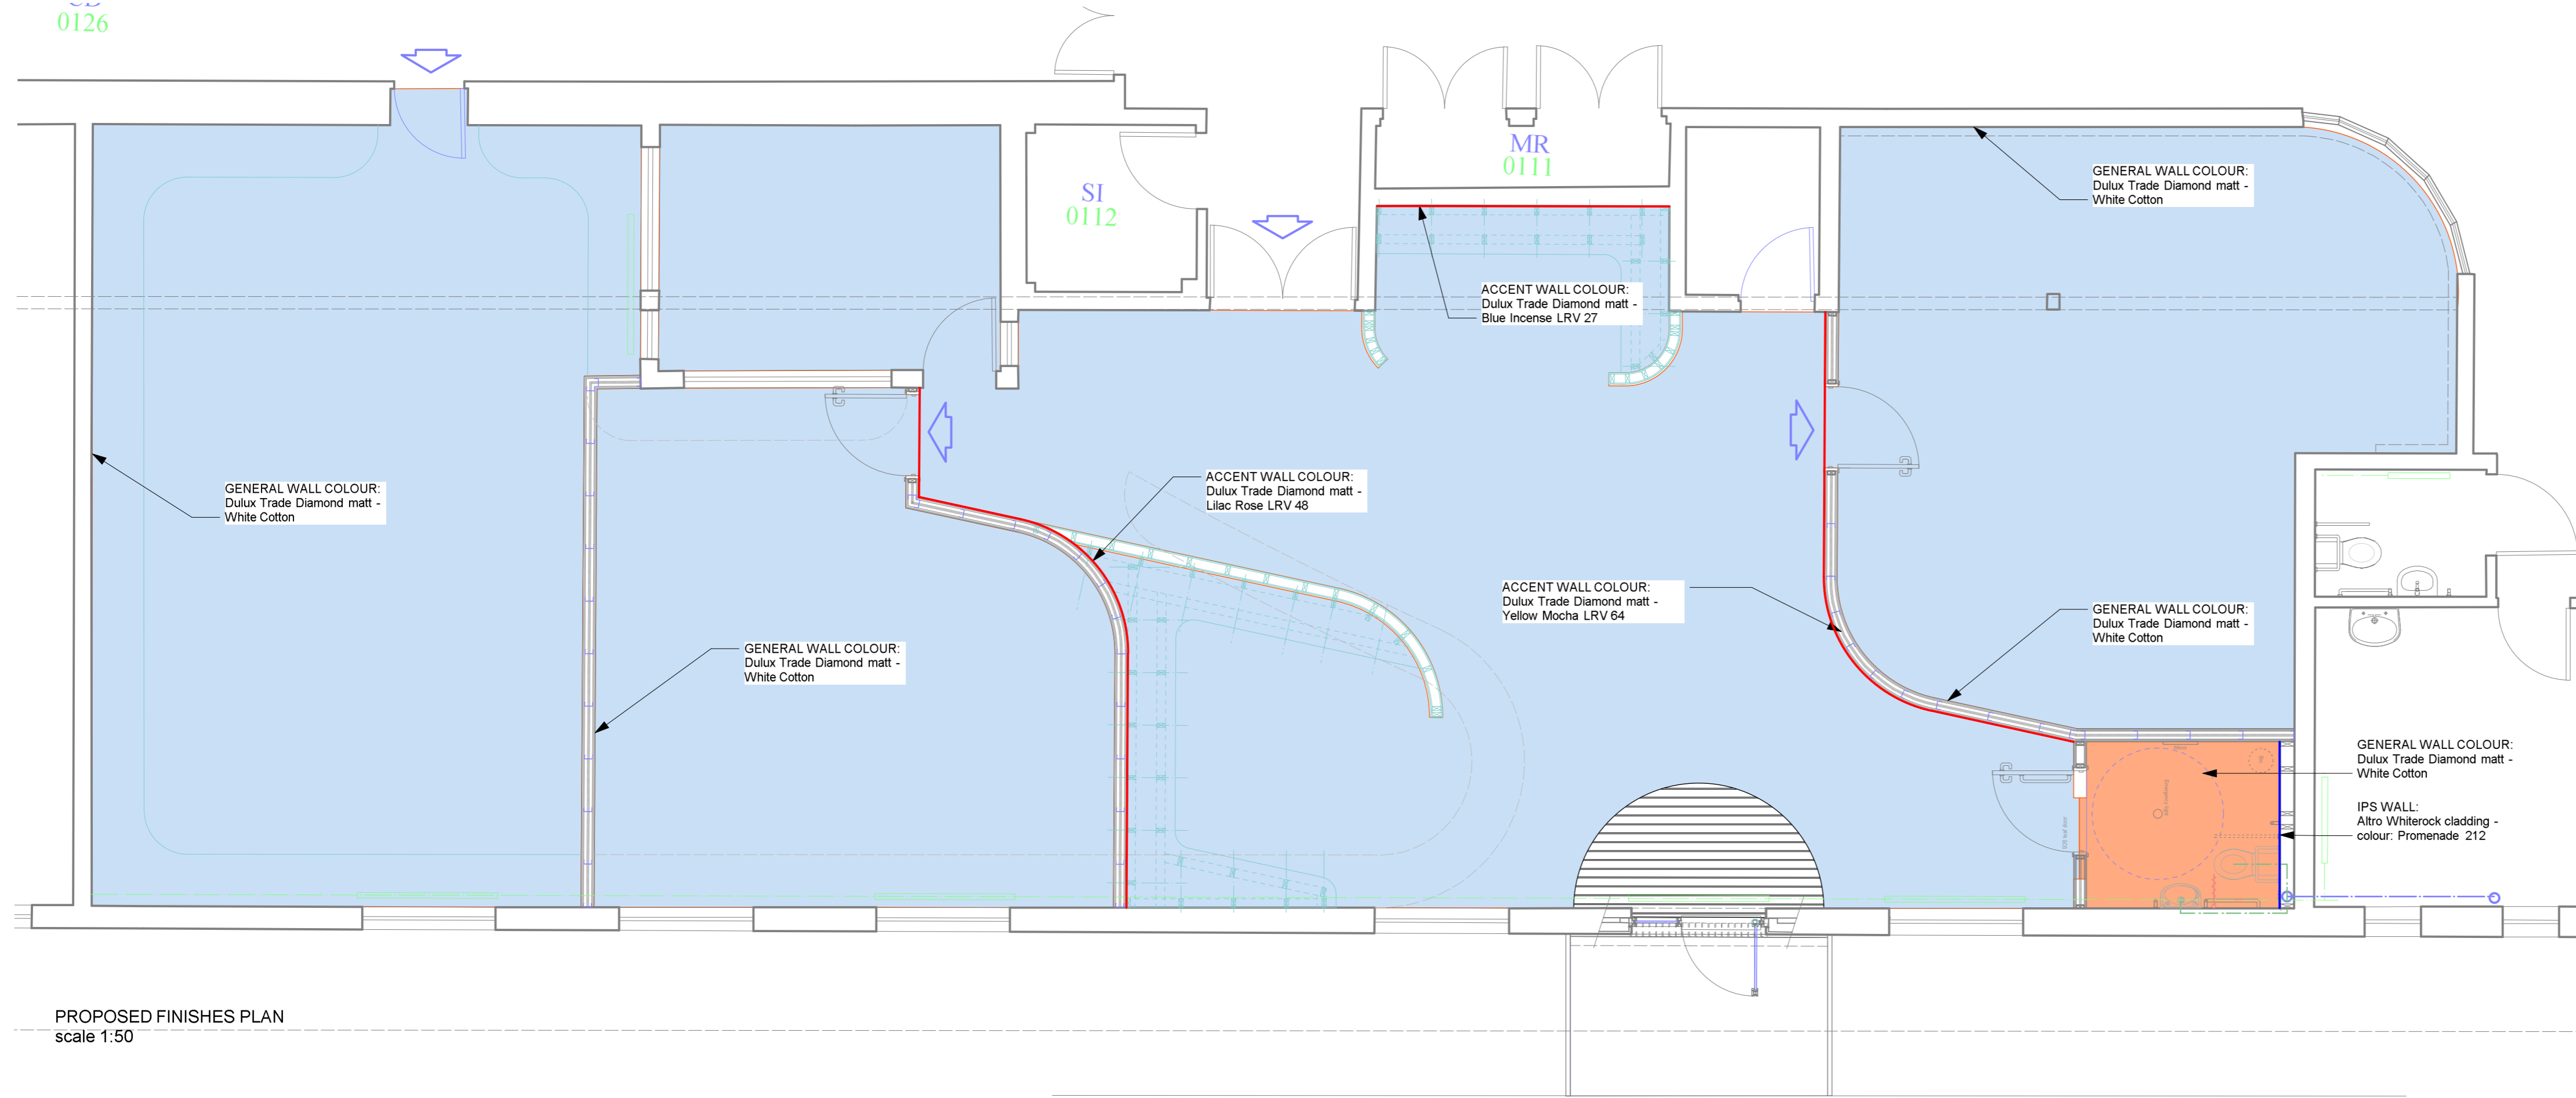 0126
MR
0111
SI
0112
GENERAL WALL COLOUR:
Dulux Trade Diamond matt -
White Cotton
ACCENT WALL COLOUR:
Dulux Trade Diamond matt -
Blue Incense LRV 27
GENERAL WALL COLOUR:
Dulux Trade Diamond matt -
White Cotton
ACCENT WALL COLOUR:
Dulux Trade Diamond matt -
Lilac Rose LRV 48
ACCENT WALL COLOUR:
Dulux Trade Diamond matt -
Yellow Mocha LRV 64
GENERAL WALL COLOUR:
Dulux Trade Diamond matt -
White Cotton
GENERAL WALL COLOUR:
Dulux Trade Diamond matt -
White Cotton
GENERAL WALL COLOUR:
Dulux Trade Diamond matt -
White Cotton
IPS WALL:
Altro Whiterock cladding -
colour: Promenade 212
PROPOSED FINISHES PLAN
scale 1:50